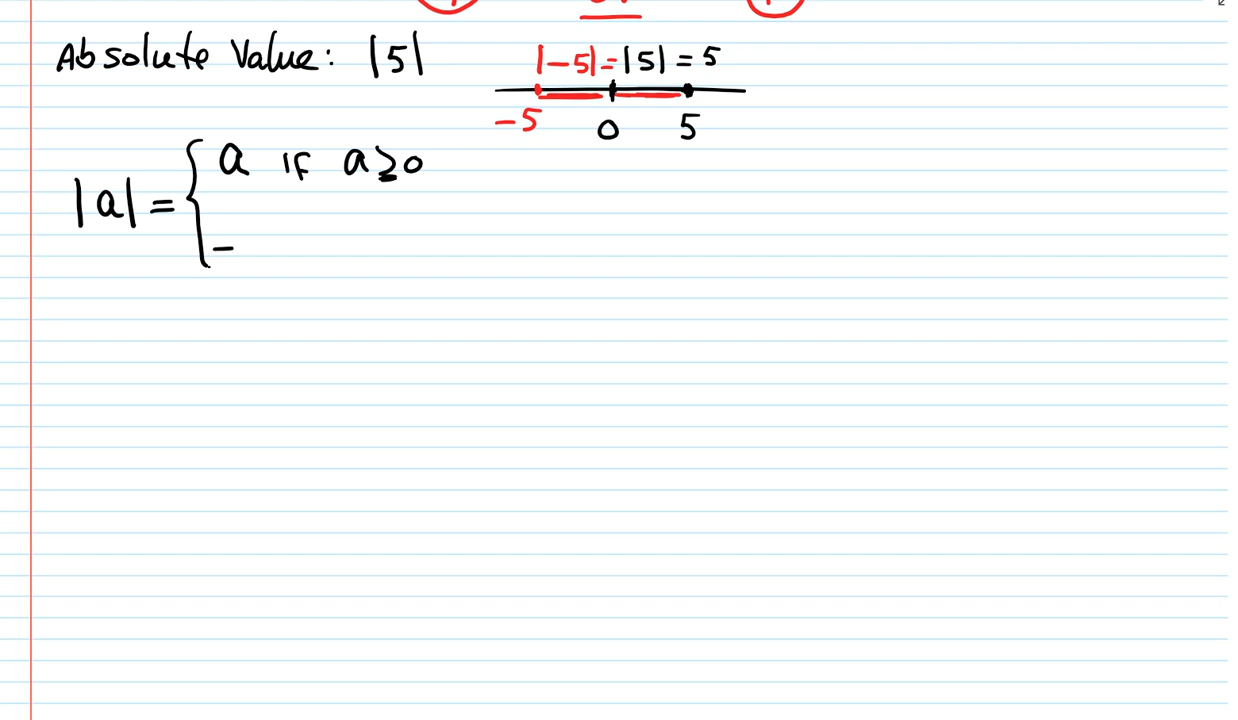 Absolute Value: |5|
|-5|=|5|=5
-5 0 5
a if a≥0
|a|=
-